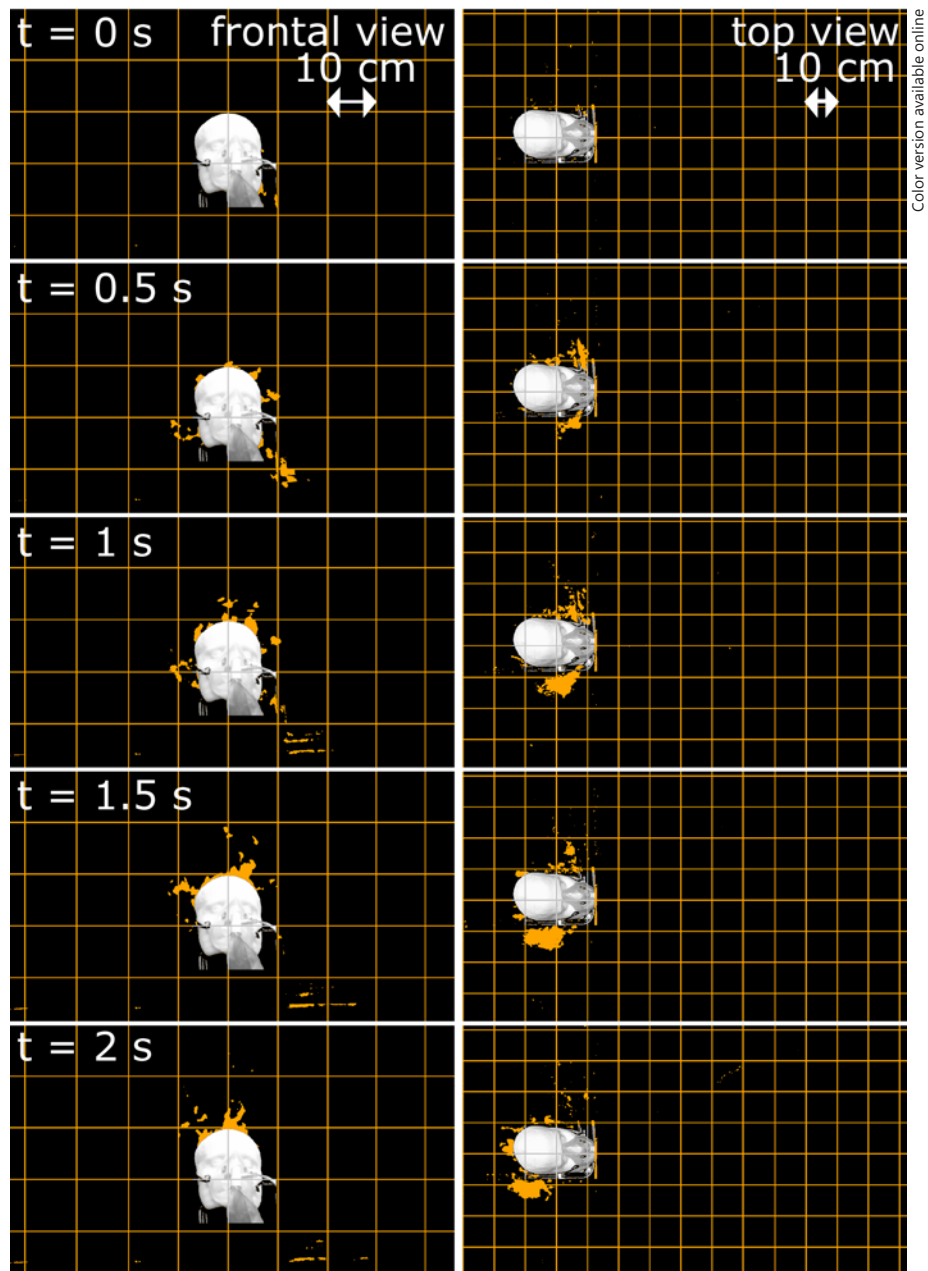 t = 0 s
frontal view
10 cm
top view
10 cm
Color version available online
t = 0.5 s
t = 1 s
t = 1.5 s
t = 2 s